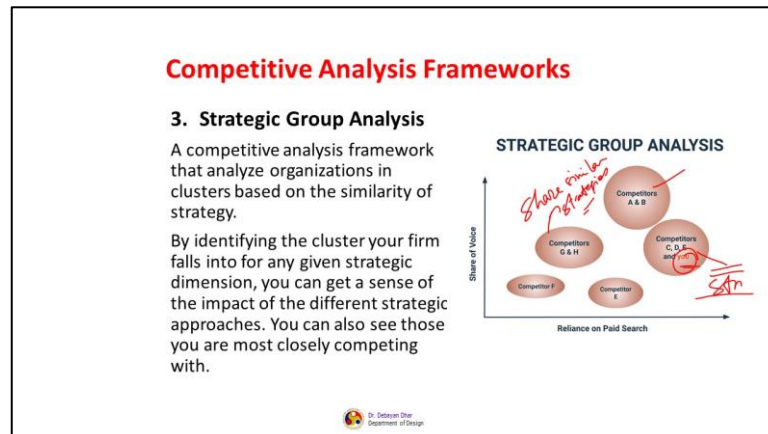 Competitive Analysis Frameworks
3. Strategic Group Analysis
A competitive analysis framework
that analyze organizations in
clusters based on the similarity of
strategy.
By identifying the cluster your firm
falls into for any given strategic
dimension, you can get a sense of
the impact of the different strategic
approaches. You can also see those
you are most closely competing
with.
STRATEGIC GROUP ANALYSIS
Share similar
strategies
Share of Voice
Competitors
A & B
Competitors
G & H
Competitors
C, D, E
and you
Competitor F
Competitor
E
Str
Reliance on Paid Search
Dr. Debayan Dhar
Department of Design